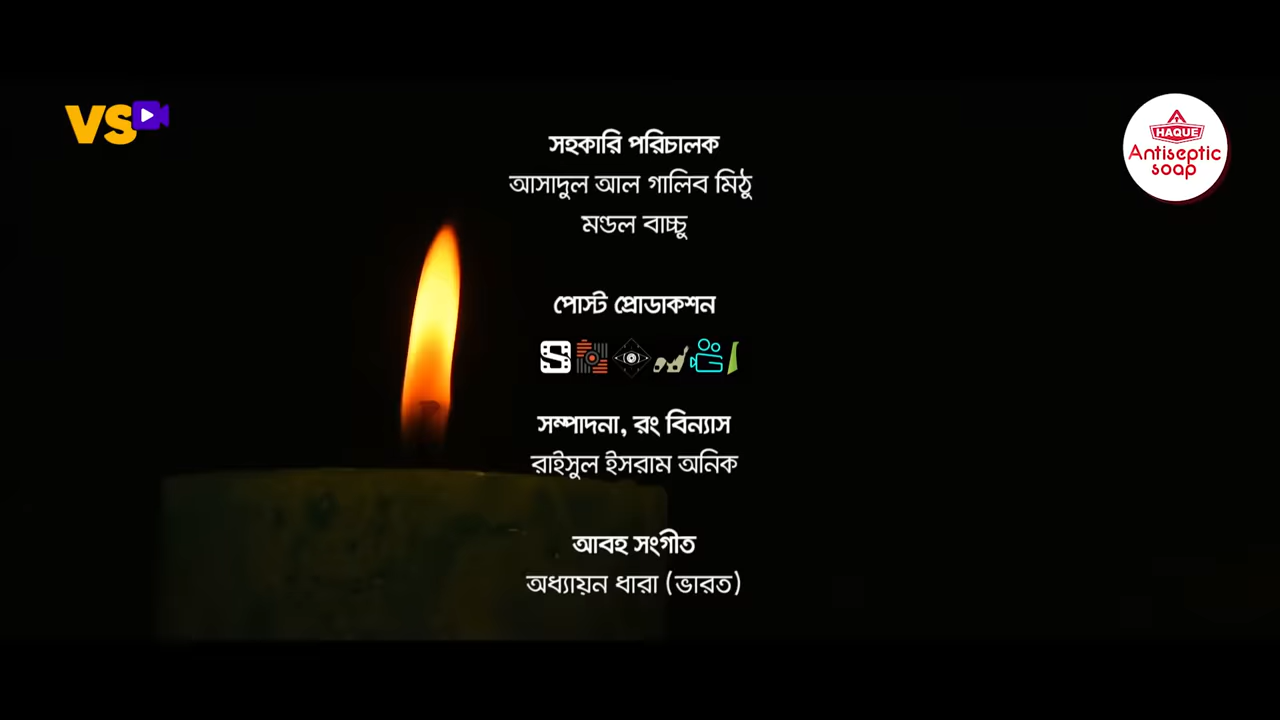 VS
HAQUE
Antiseptic
soap
সহকারি পরিচালক
আসাদুল আল গালিব মিঠু
মণ্ডল বাচ্চু
পোস্ট প্রোডাকশন
সম্পাদনা, রং বিন্যাস
রাইসুল ইসরাম অনিক
আবহ সংগীত
অধ্যায়ন ধারা (ভারত)